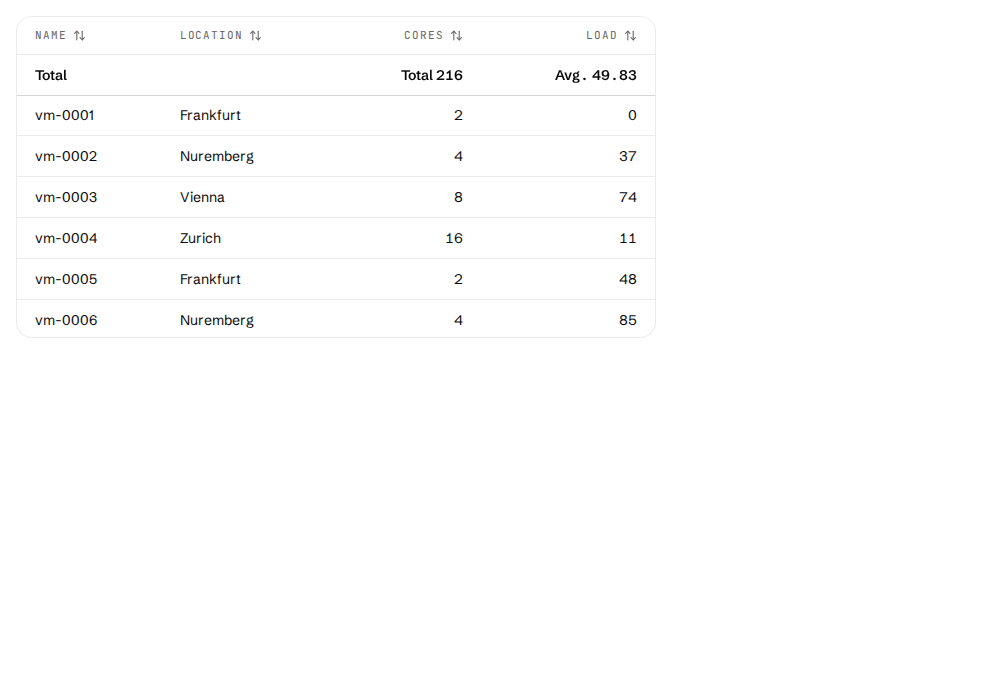 NAME LOCATION CORES LOAD
Total Total 216 Avg. 49.83
vm-0001 Frankfurt 2 0
vm-0002 Nuremberg 4 37
vm-0003 Vienna 8 74
vm-0004 Zurich 16 11
vm-0005 Frankfurt 2 48
vm-0006 Nuremberg 4 85